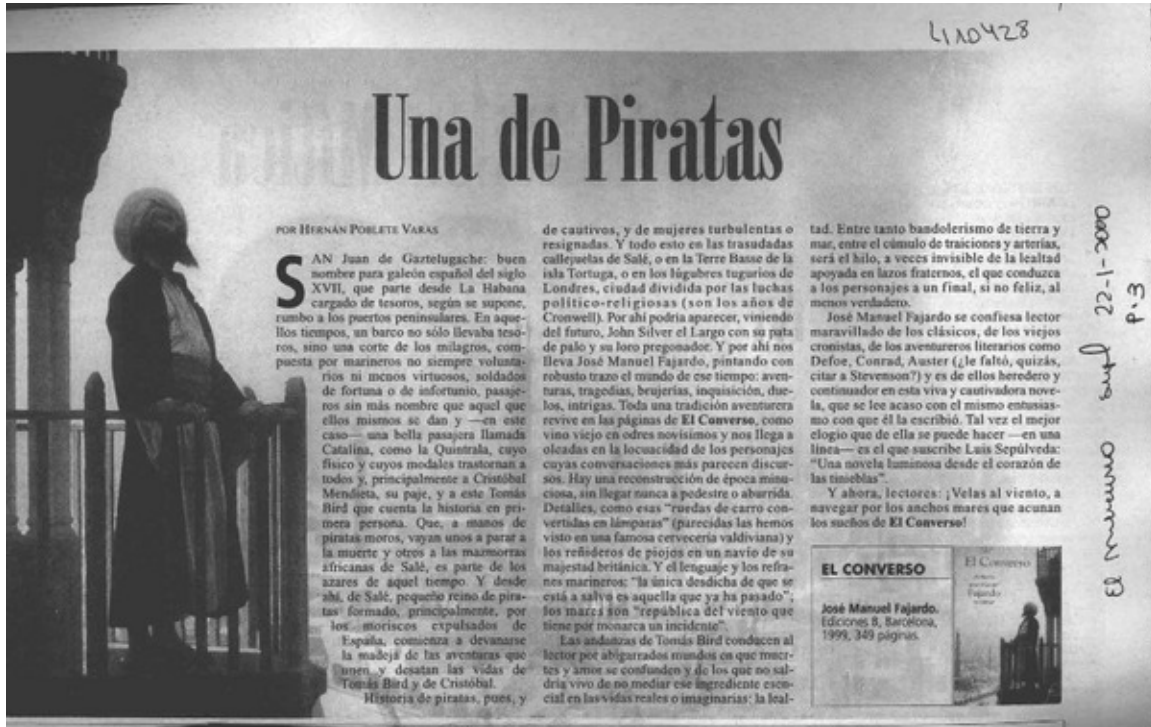 410428
Una de Piratas
POR HERNÁN POBLETE VARAS
SAN Juan de Gaztelugache: buen
nombre para galeón español del siglo
XVII, que parte desde La Habana
cargado de tesoros, según se supone,
rumbo a los puertos peninsulares. En aque-
llos tiempos, un barco no sólo llevaba teso-
ros, sino una corte de los milagros, com-
puesta por marineros no siempre volunta-
rios ni menos virtuosos, soldados
de fortuna o de infortunio, pasaje-
ros sin más nombre que aquel que
ellos mismos se dan y —en este
caso— una bella pasajera llamada
Catalina, como la Quintrala, cuyo
físico y cuyos modales trastornan a
todos y, principalmente a Cristóbal
Mendieta, su paje, y a este Tomás
Bird que cuenta la historia en pri-
mera persona. Que, a manos de
piratas moros, vayan unos a parar a
la muerte y otros a las mazmorras
africanas de Salé, es parte de los
azares de aquel tiempo. Y desde
ahí, de Salé, pequeño reino de pira-
tas formado, principalmente, por
los moriscos expulsados de
España, comienza a devanarse
la madeja de las aventuras que
unen y desatan las vidas de
Tomás Bird y de Cristóbal.
Historia de piratas, pues, y
de cautivos, y de mujeres turbulentas o
resignadas. Y todo esto en las trasudadas
callejuelas de Salé, o en la Terre Basse de la
isla Tortuga, o en los lúgubres tugurios de
Londres, ciudad dividida por las luchas
político-religiosas (son los años de
Cronwell). Por ahí podría aparecer, viniendo
del futuro, John Silver el Largo con su pata
de palo y su loro pregonador. Y por ahí nos
lleva José Manuel Fajardo, pintando con
robusto trazo el mundo de ese tiempo: aven-
turas, tragedias, brujerías, inquisición, due-
los, intrigas. Toda una tradición aventurera
revive en las páginas de El Converso, como
vino viejo en odres novísimos y nos llega a
oleadas en la locuacidad de los personajes
cuyas conversaciones más parecen discur-
sos. Hay una reconstrucción de época minu-
ciosa, sin llegar nunca a pedestre o aburrida.
Detalles, como esas "ruedas de carro con-
vertidas en lámparas" (parecidas las hemos
visto en una famosa cervecería valdiviana) y
los reñideros de piojos en un navío de su
majestad británica. Y el lenguaje y los refra-
nes marineros: "la única desdicha de que se
está a salvo es aquella que ya ha pasado";
los mares son "república del viento que
tiene por monarca un incidente".
Las andanzas de Tomás Bird conducen al
lector por abigarrados mundos en que muer-
tes y amor se confunden y de los que no sal-
dría vivo de no mediar ese ingrediente esen-
cial en las vidas reales o imaginarias: la leal-
tad. Entre tanto bandolerismo de tierra y
mar, entre el cúmulo de traiciones y arterías,
será el hilo, a veces invisible de la lealtad
apoyada en lazos fraternos, el que conduzca
a los personajes a un final, si no feliz, al
menos verdadero.
José Manuel Fajardo se confiesa lector
maravillado de los clásicos, de los viejos
cronistas, de los aventureros literarios como
Defoe, Conrad, Auster (¿le faltó, quizás,
citar a Stevenson?) y es de ellos heredero y
continuador en esta viva y cautivadora nove-
la, que se lee acaso con el mismo entusias-
mo con que él la escribió. Tal vez el mejor
elogio que de ella se puede hacer —en una
línea— es el que suscribe Luis Sepúlveda:
"Una novela luminosa desde el corazón de
las tinieblas".
Y ahora, lectores: ¡Velas al viento, a
navegar por los anchos mares que acunan
los sueños de El Converso!
EL CONVERSO
José Manuel Fajardo.
Ediciones B, Barcelona,
1999, 349 páginas.
El Converso
Fajardo
El 22-1-2000
P.3